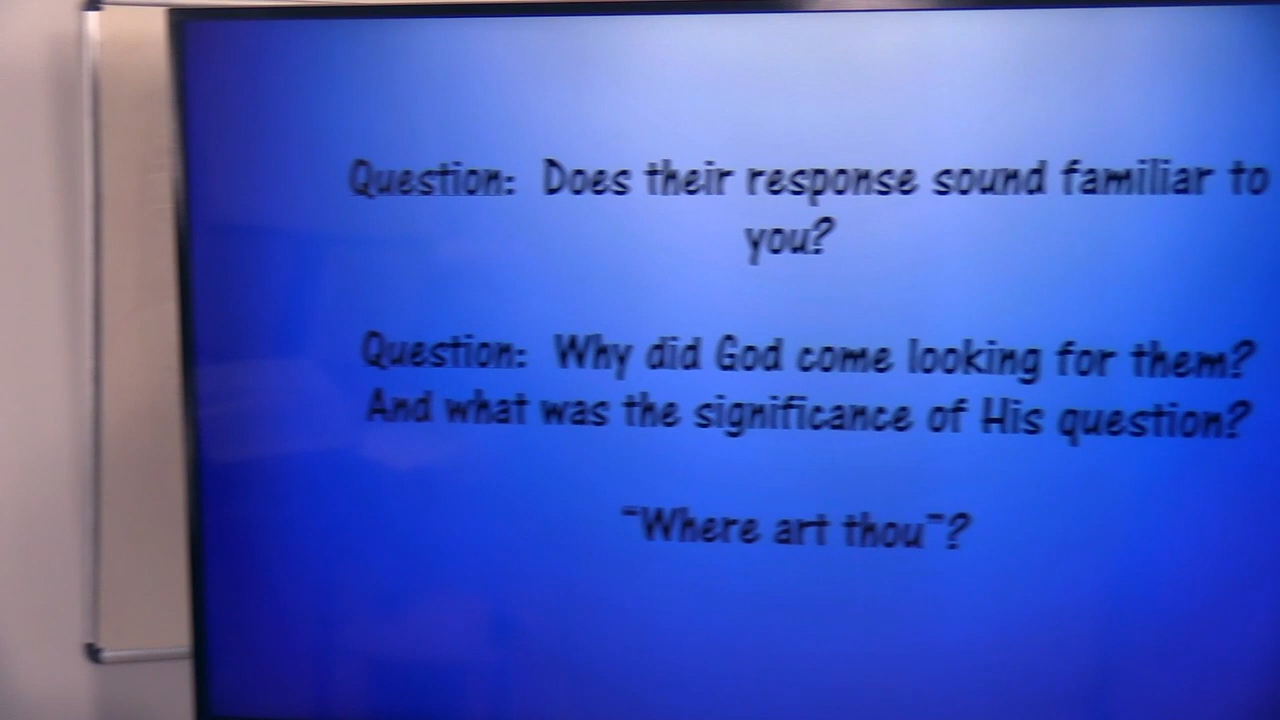 Question: Does their response sound familiar to
you?
Question: Why did God come looking for them?
And what was the significance of His question?
"Where art thou"?